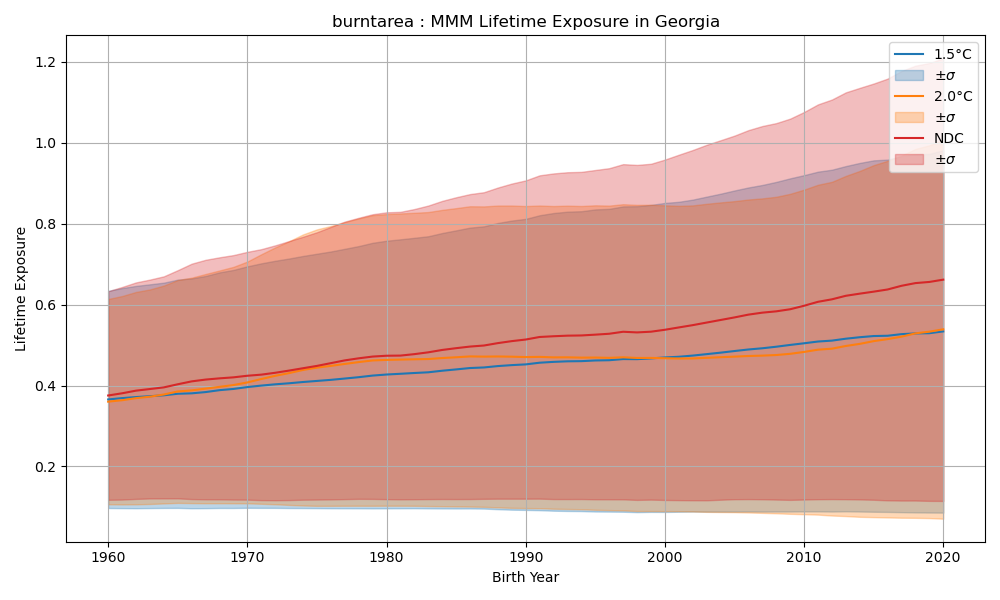 burntarea : MMM Lifetime Exposure in Georgia
1.5°C
±σ
2.0°C
±σ
NDC
±σ
1.2
1.0
0.8
0.6
0.4
0.2
Lifetime Exposure
1960 1970 1980 1990 2000 2010 2020
Birth Year